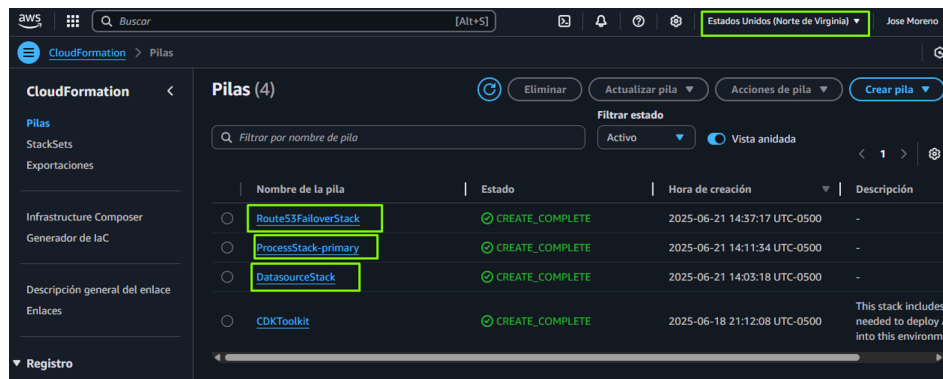 aws
Buscar [Alt+S] Estados Unidos (Norte de Virginia) ▼ Jose Moreno
CloudFormation > Pilas
CloudFormation <
Pilas
StackSets
Exportaciones
Infrastructure Composer
Generador de IaC
Descripción general del enlace
Enlaces
▼ Registro
Pilas (4)
Eliminar Actualizar pila ▼ Acciones de pila ▼ Crear pila ▼
Filtrar estado
Filtrar por nombre de pila Activo ▼ Vista anidada
< 1 >
Nombre de la pila Estado Hora de creación ▼ Descripción
Route53FailoverStack CREATE_COMPLETE 2025-06-21 14:37:17 UTC-0500 -
ProcessStack-primary CREATE_COMPLETE 2025-06-21 14:11:34 UTC-0500 -
DatasourceStack CREATE_COMPLETE 2025-06-21 14:03:18 UTC-0500 -
CDKToolkit CREATE_COMPLETE 2025-06-18 21:12:08 UTC-0500
This stack includes
needed to deploy
into this environm